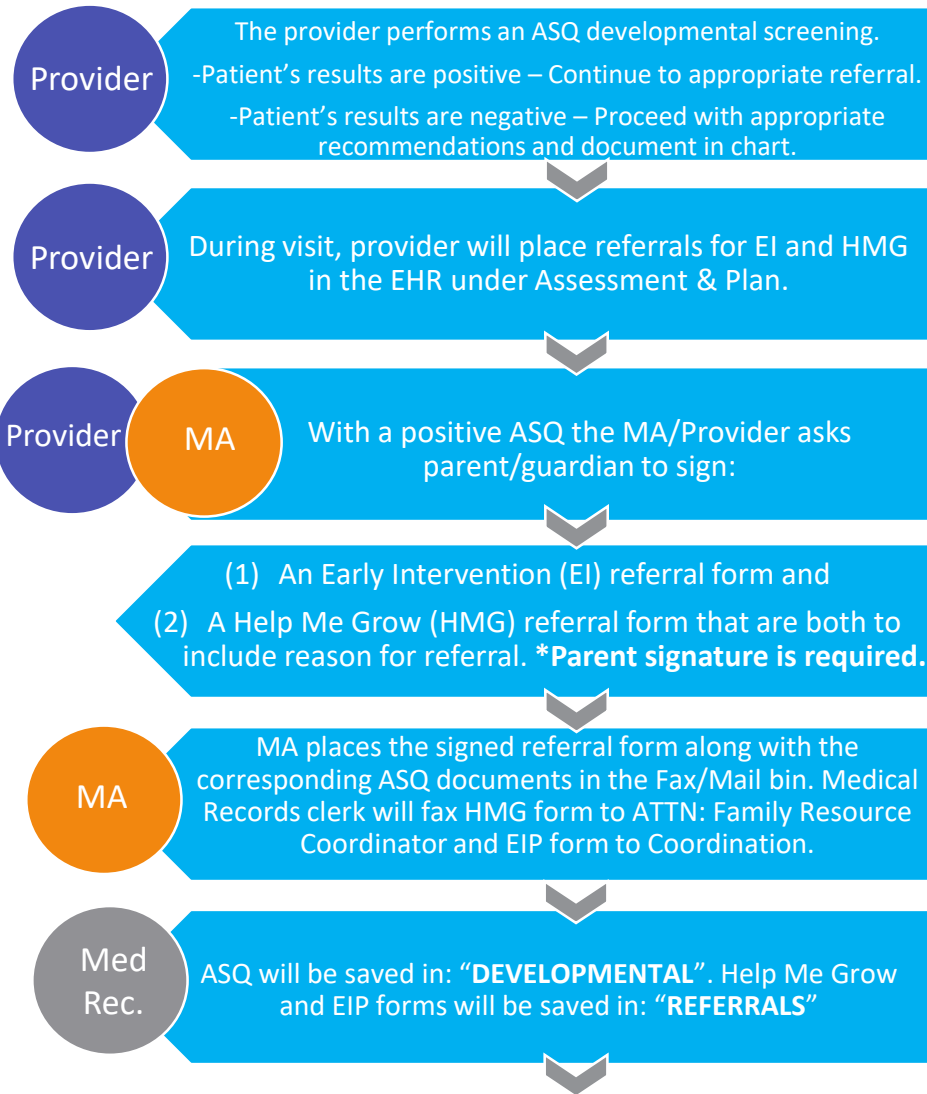 Provider
The provider performs an ASQ developmental screening.
-Patient's results are positive – Continue to appropriate referral.
-Patient's results are negative – Proceed with appropriate
recommendations and document in chart.
Provider
During visit, provider will place referrals for EI and HMG
in the EHR under Assessment & Plan.
Provider
MA
With a positive ASQ the MA/Provider asks
parent/guardian to sign:
(1) An Early Intervention (EI) referral form and
(2) A Help Me Grow (HMG) referral form that are both to
include reason for referral. *Parent signature is required.
MA
MA places the signed referral form along with the
corresponding ASQ documents in the Fax/Mail bin. Medical
Records clerk will fax HMG form to ATTN: Family Resource
Coordinator and EIP form to Coordination.
Med
Rec.
ASQ will be saved in: “DEVELOPMENTAL”. Help Me Grow
and EIP forms will be saved in: “REFERRALS”